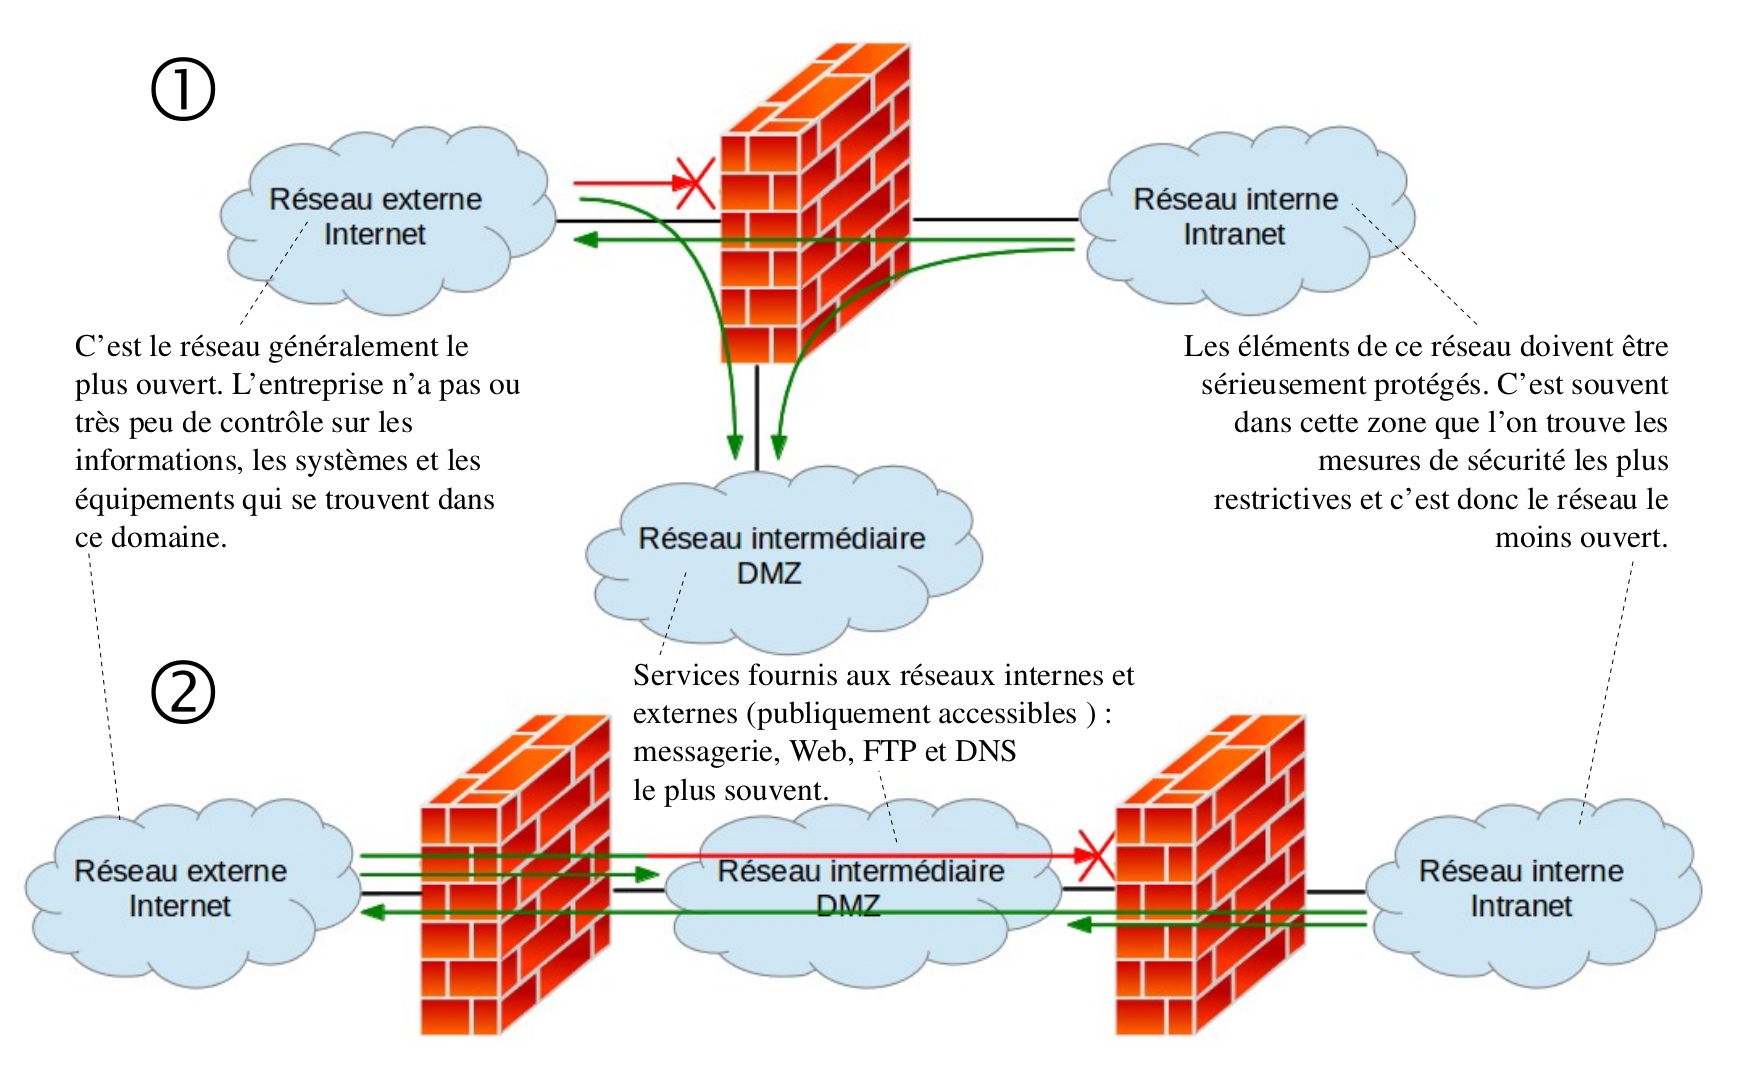 ①
Réseau externe
Internet
Réseau interne
Intranet
C’est le réseau généralement le
plus ouvert. L’entreprise n’a pas ou
très peu de contrôle sur les
informations, les systèmes et les
équipements qui se trouvent dans
ce domaine.
Les éléments de ce réseau doivent être
sérieusement protégés. C’est souvent
dans cette zone que l’on trouve les
mesures de sécurité les plus
restrictives et c’est donc le réseau le
moins ouvert.
Réseau intermédiaire
DMZ
②
Services fournis aux réseaux internes et
externes (publiquement accessibles ) :
messagerie, Web, FTP et DNS
le plus souvent.
Réseau externe
Internet
Réseau intermédiaire
DMZ
Réseau interne
Intranet